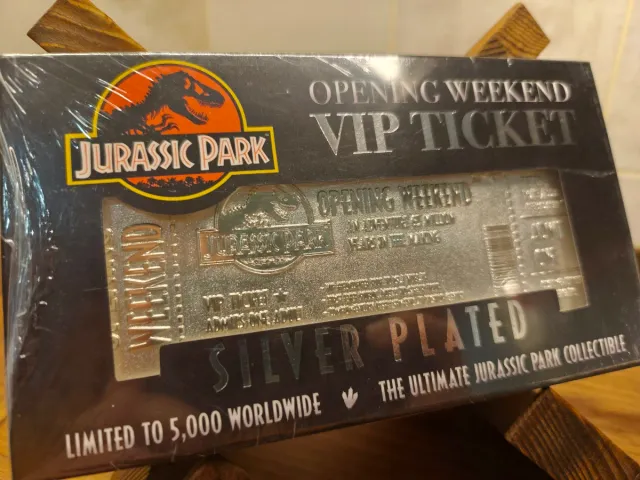 JURASSIC PARK
OPENING WEEKEND
VIP TICKET
WEEKEND
JURASSIC PARK
OPENING WEEKEND
AN ADVENTURE 65 MILLION
YEARS IN THE MAKING
VIP TICKET
ADMITS ONE ADULT
SILVER PLATED
LIMITED TO 5,000 WORLDWIDE
THE ULTIMATE JURASSIC PARK COLLECTIBLE